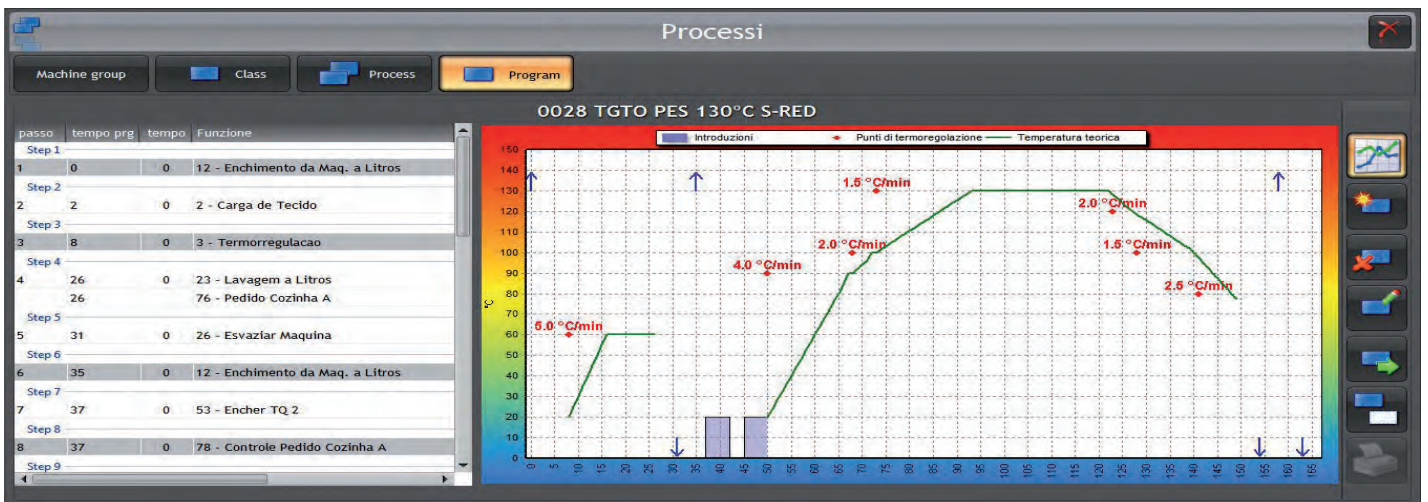 Processi
Machine group Class Process Program
0028 TGTO PES 130°C S-RED
passo tempo prg tempo Funzione
Step 1
1 0 0 12 - Enchimento da Maq. a Litros
Step 2
2 2 0 2 - Carga de Tecido
Step 3
3 8 0 3 - Termorregulacao
Step 4
4 26 0 23 - Lavagem a Litros
26 76 - Pedido Cozinha A
Step 5
5 31 0 26 - Esvaziar Maquina
Step 6
6 35 0 12 - Enchimento da Maq. a Litros
Step 7
7 37 0 53 - Encher TQ 2
Step 8
8 37 0 78 - Controle Pedido Cozinha A
Step 9
Introduzioni Punti di termoregolazione Temperatura teorica
150
140
130
120
110
100
90
80
70
60
50
40
30
20
10
0
°C
5.0 °C/min
4.0 °C/min
2.0 °C/min
1.5 °C/min
2.0 °C/min
1.5 °C/min
2.5 °C/min
0 5 10 15 20 25 30 35 40 45 50 55 60 65 70 75 80 85 90 95 100 105 110 115 120 125 130 135 140 145 150 155 160 165